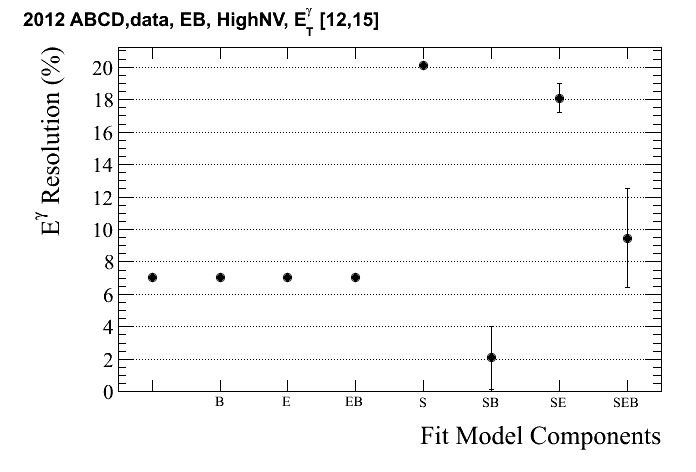 2012 ABCD,data, EB, HighNV, E_T^γ [12,15]
E^γ Resolution (%)
20
18
16
14
12
10
8
6
4
2
0
B E EB S SB SE SEB
Fit Model Components